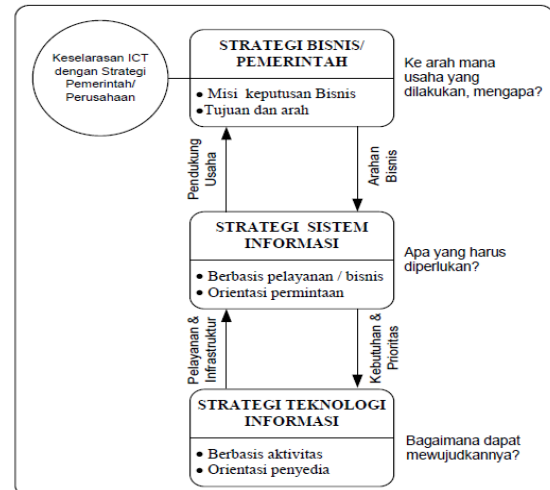 Keselarasan ICT
dengan Strategi
Pemerintah/
Perusahaan
STRATEGI BISNIS/
PEMERINTAH
• Misi keputusan Bisnis
• Tujuan dan arah
Ke arah mana
usaha yang
dilakukan, mengapa?
Pendukung
Usaha
Arahan
Bisnis
STRATEGI SISTEM
INFORMASI
• Berbasis pelayanan / bisnis
• Orientasi permintaan
Apa yang harus
diperlukan?
Pelayanan &
Infrastruktur
Kebutuhan &
Prioritas
STRATEGI TEKNOLOGI
INFORMASI
• Berbasis aktivitas
• Orientasi penyedia
Bagaimana dapat
mewujudkannya?